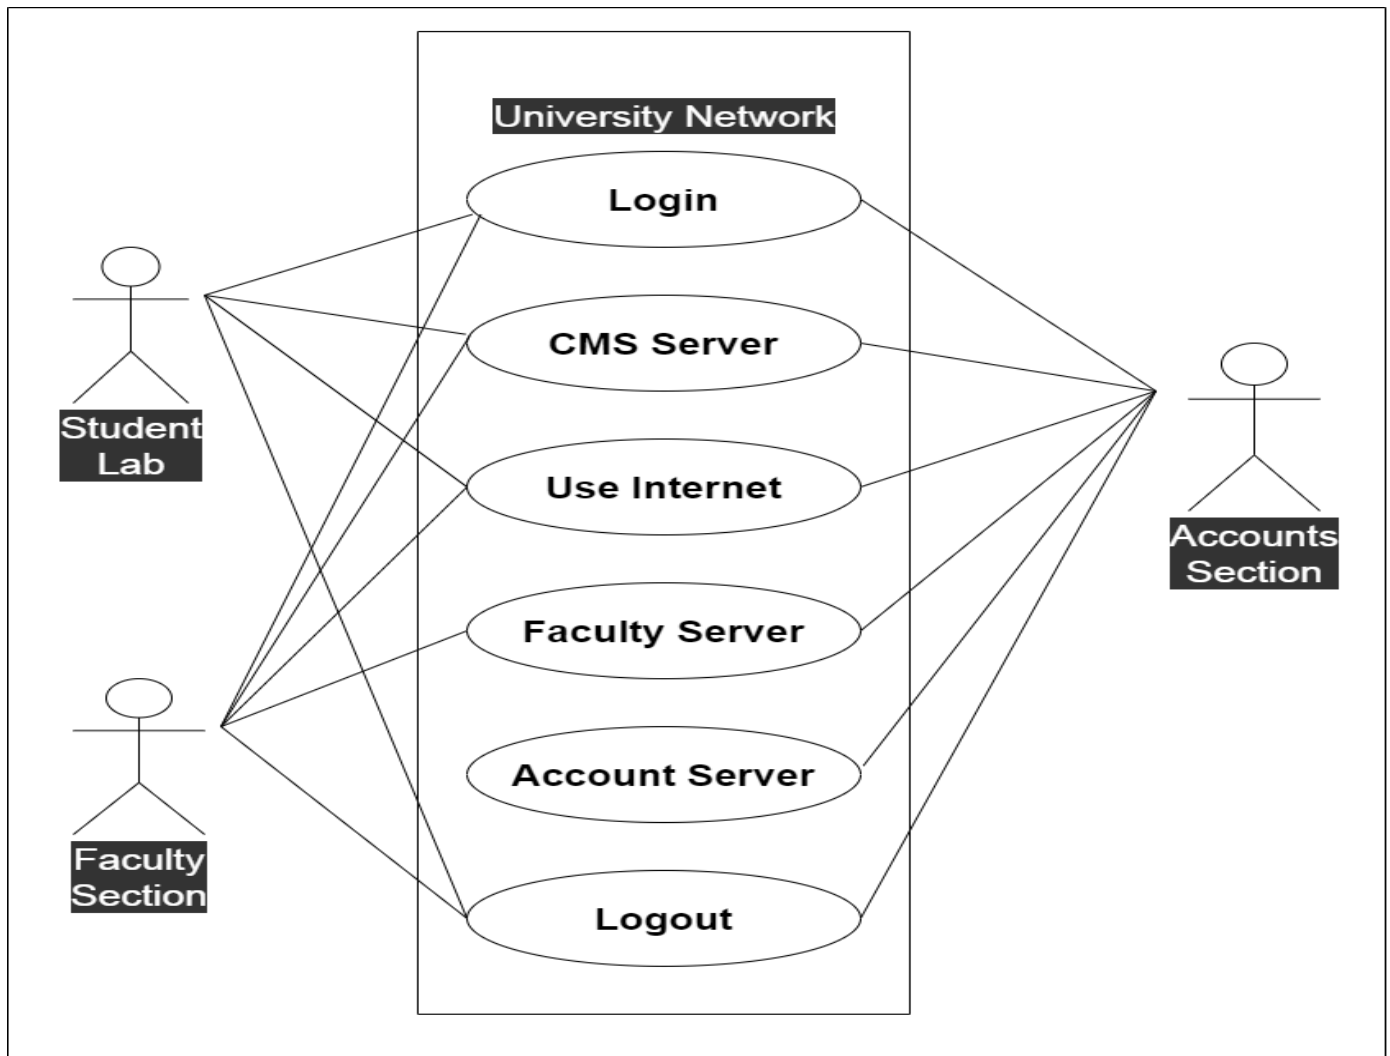 University Network
Login
CMS Server
Use Internet
Faculty Server
Account Server
Logout
Student
Lab
Faculty
Section
Accounts
Section